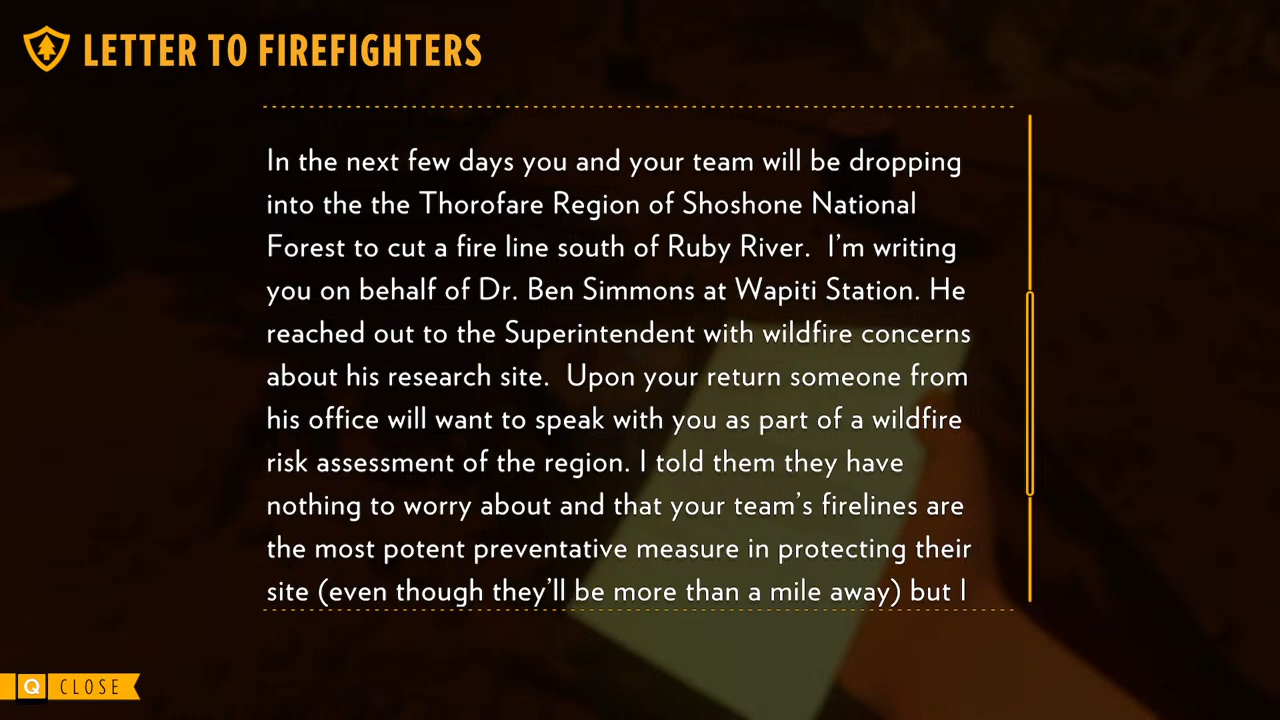 LETTER TO FIREFIGHTERS
In the next few days you and your team will be dropping
into the the Thorofare Region of Shoshone National
Forest to cut a fire line south of Ruby River.  I'm writing
you on behalf of Dr. Ben Simmons at Wapiti Station. He
reached out to the Superintendent with wildfire concerns
about his research site.  Upon your return someone from
his office will want to speak with you as part of a wildfire
risk assessment of the region. I told them they have
nothing to worry about and that your team's firelines are
the most potent preventative measure in protecting their
site (even though they'll be more than a mile away) but I
Q CLOSE